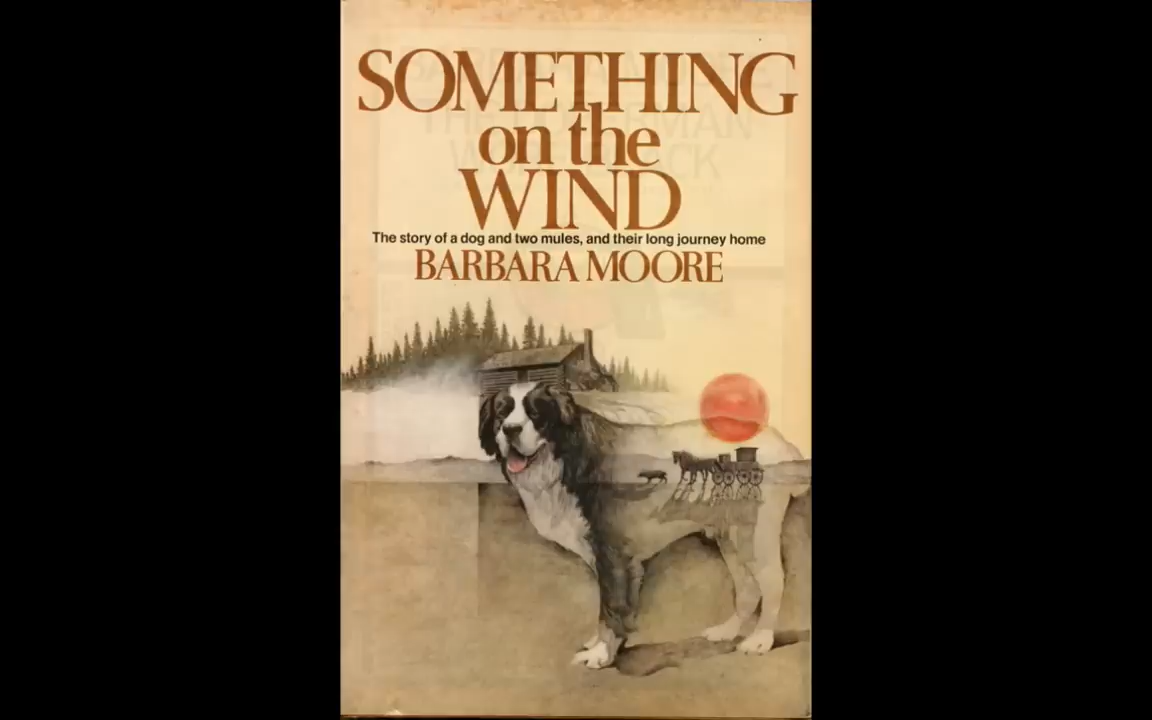 SOMETHING
on the
WIND
The story of a dog and two mules, and their long journey home
BARBARA MOORE